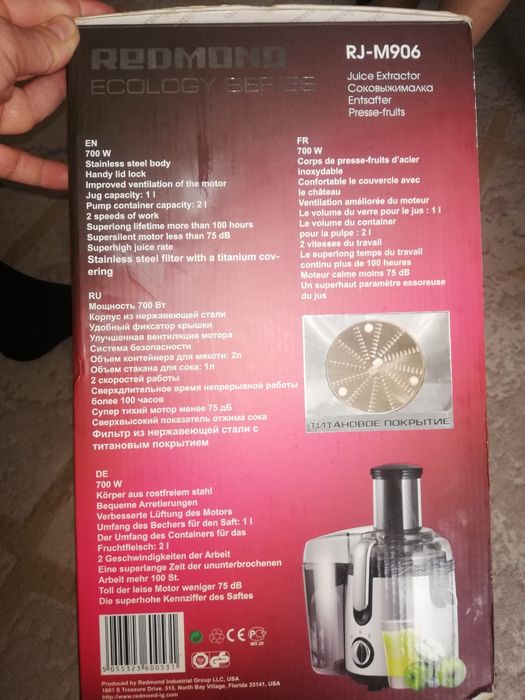 REDMOND
ECOLOGY SERIES
RJ-M906
Juice Extractor
Соковыжималка
Entsafter
Presse-fruits
EN
700 W
Stainless steel body
Handy lid lock
Improved ventilation of the motor
Jug capacity: 1 l
Pump container capacity: 2 l
2 speeds of work
Superlong lifetime more than 100 hours
Supersilent motor less than 75 dB
Superhigh juice rate
Stainless steel filter with a titanium cov-
ering
FR
700 W
Corps de presse-fruits d'acier
Inoxydable
Confortable le couvercle avec
le château
Ventilation améliorée du moteur
Le volume du verre pour le jus : 1 l
Le volume du container
pour la pulpe : 2 l
2 vitesses du travail
Le superlong temps du travail
continu plus de 100 heures
Moteur calme moins 75 dB
Un superhaut paramètre essoreuse
du jus
RU
Мощность 700 Вт
Корпус из нержавеющей стали
Удобный фиксатор крышки
Улучшенная вентиляция мотора
Система безопасности
Объем контейнера для мякоти: 2л
Объем стакана для сока: 1л
2 скоростей работы
Сверхдлительное время непрерывной работы
более 100 часов
Супер тихий мотор менее 75 дБ
Сверхвысокий показатель отжима сока
Фильтр из нержавеющей стали с
титановым покрытием
ТИТАНОВОЕ ПОКРЫТИЕ
DE
700 W
Körper aus rostfreiem stahl
Bequeme Arretierungen
Verbesserte Lüftung des Motors
Umfang des Bechers für den Saft: 1 l
Der Umfang des Containers für das
Fruchtfleisch: 2 l
2 Geschwindigkeiten der Arbeit
Eine superlange Zeit der ununterbrochenen
Arbeit mehr 100 St.
Toll der leise Motor weniger 75 dB
Die superhohe Kennziffer des Saftes
5 055323 600531
CE
МЛ 20
GS
Produced by Redmond Industrial Group LLC, USA
1801 S Treasure Drive, 515, North Bay Village, Florida 33141, USA
http://www.redmond-ig.com